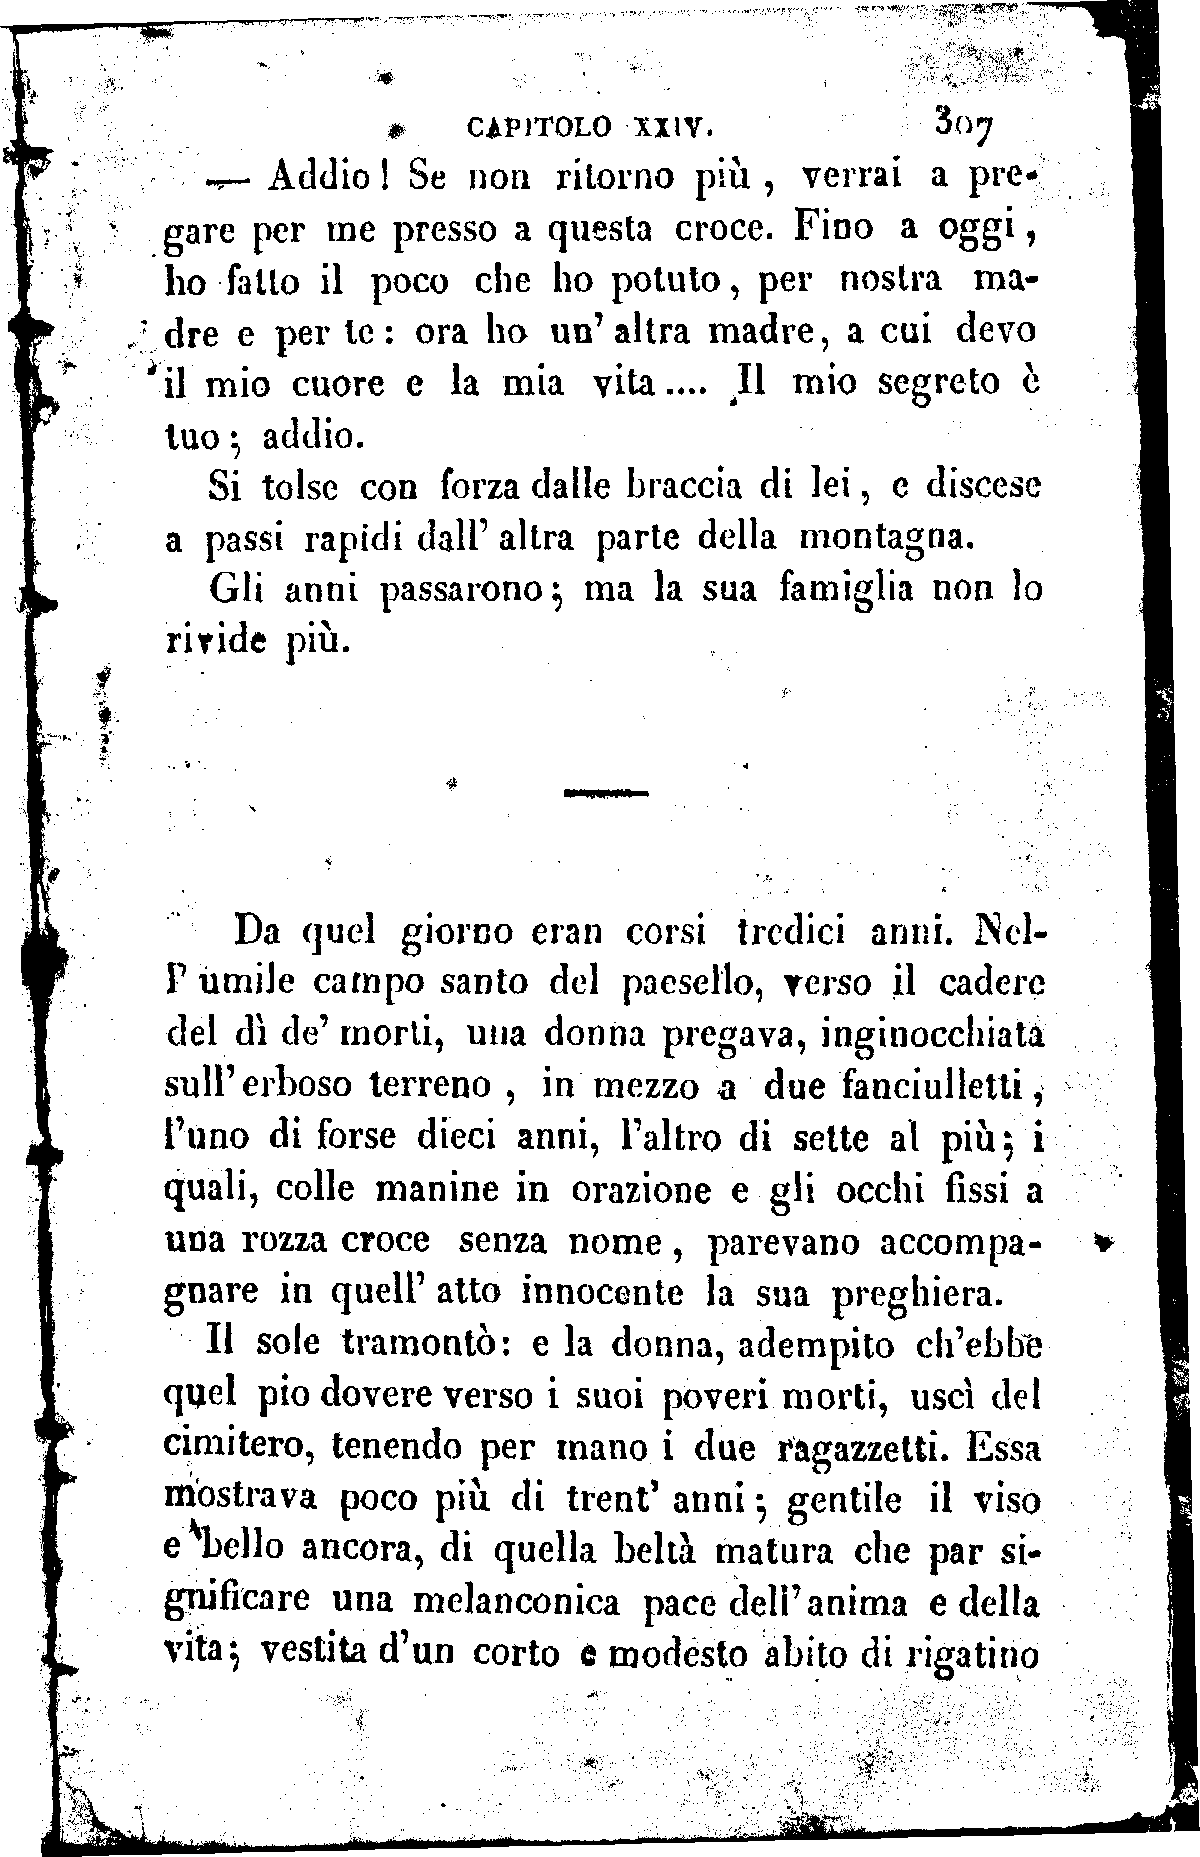 CAPITOLO XXIV. 307
— Addio! Se non ritorno più, verrai a pre-
gare per me presso a questa croce. Fino a oggi,
ho fatto il poco che ho potuto, per nostra ma-
dre e per te: ora ho un' altra madre, a cui devo
il mio cuore e la mia vita.... Il mio segreto è
tuo; addio.
Si tolse con forza dalle braccia di lei, e discese
a passi rapidi dall' altra parte della montagna.
Gli anni passarono; ma la sua famiglia non lo
rivide più.
Da quel giorno eran corsi tredici anni. Nel-
l' umile campo santo del paesello, verso il cadere
del dì de' morti, una donna pregava, inginocchiata
sull' erboso terreno, in mezzo a due fanciulletti,
l'uno di forse dieci anni, l'altro di sette al più; i
quali, colle manine in orazione e gli occhi fissi a
una rozza croce senza nome, parevano accompa-
gnare in quell' atto innocente la sua preghiera.
Il sole tramontò: e la donna, adempito ch'ebbe
quel pio dovere verso i suoi poveri morti, uscì del
cimitero, tenendo per mano i due ragazzetti. Essa
mostrava poco più di trent' anni; gentile il viso
e bello ancora, di quella beltà matura che par si-
gnificare una melanconica pace dell'anima e della
vita; vestita d'un corto e modesto abito di rigatino